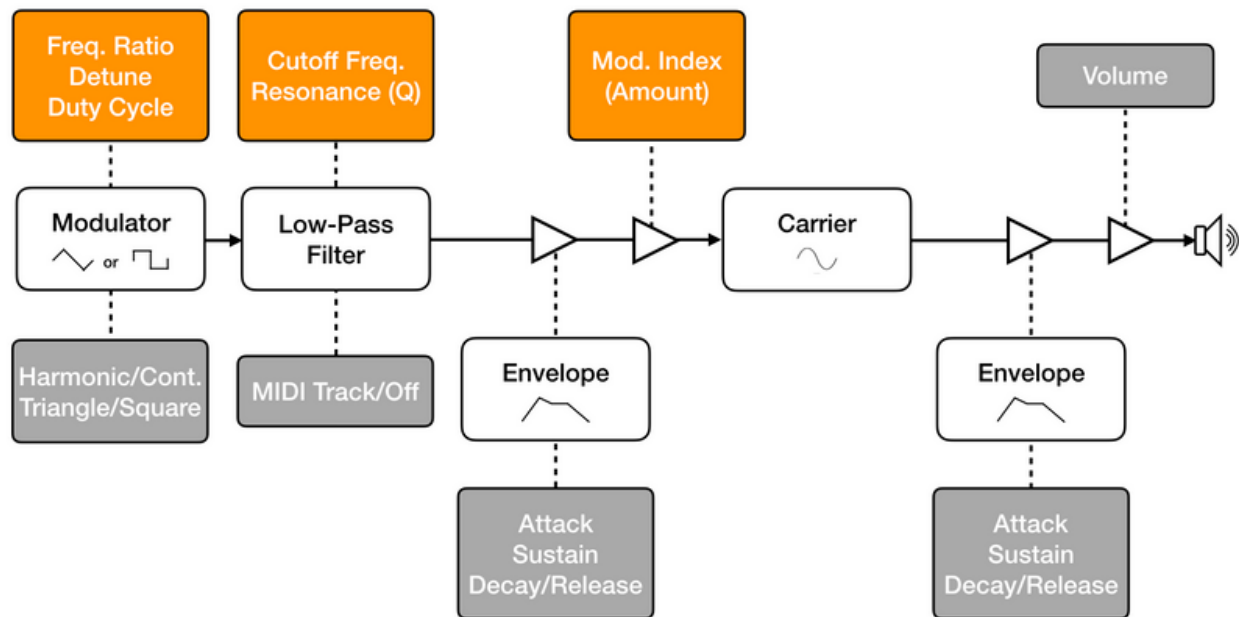 Freq. Ratio
Detune
Duty Cycle
Cutoff Freq.
Resonance (Q)
Mod. Index
(Amount)
Volume
Modulator
or
Low-Pass
Filter
Carrier
Harmonic/Cont.
Triangle/Square
MIDI Track/Off
Envelope
Envelope
Attack
Sustain
Decay/Release
Attack
Sustain
Decay/Release